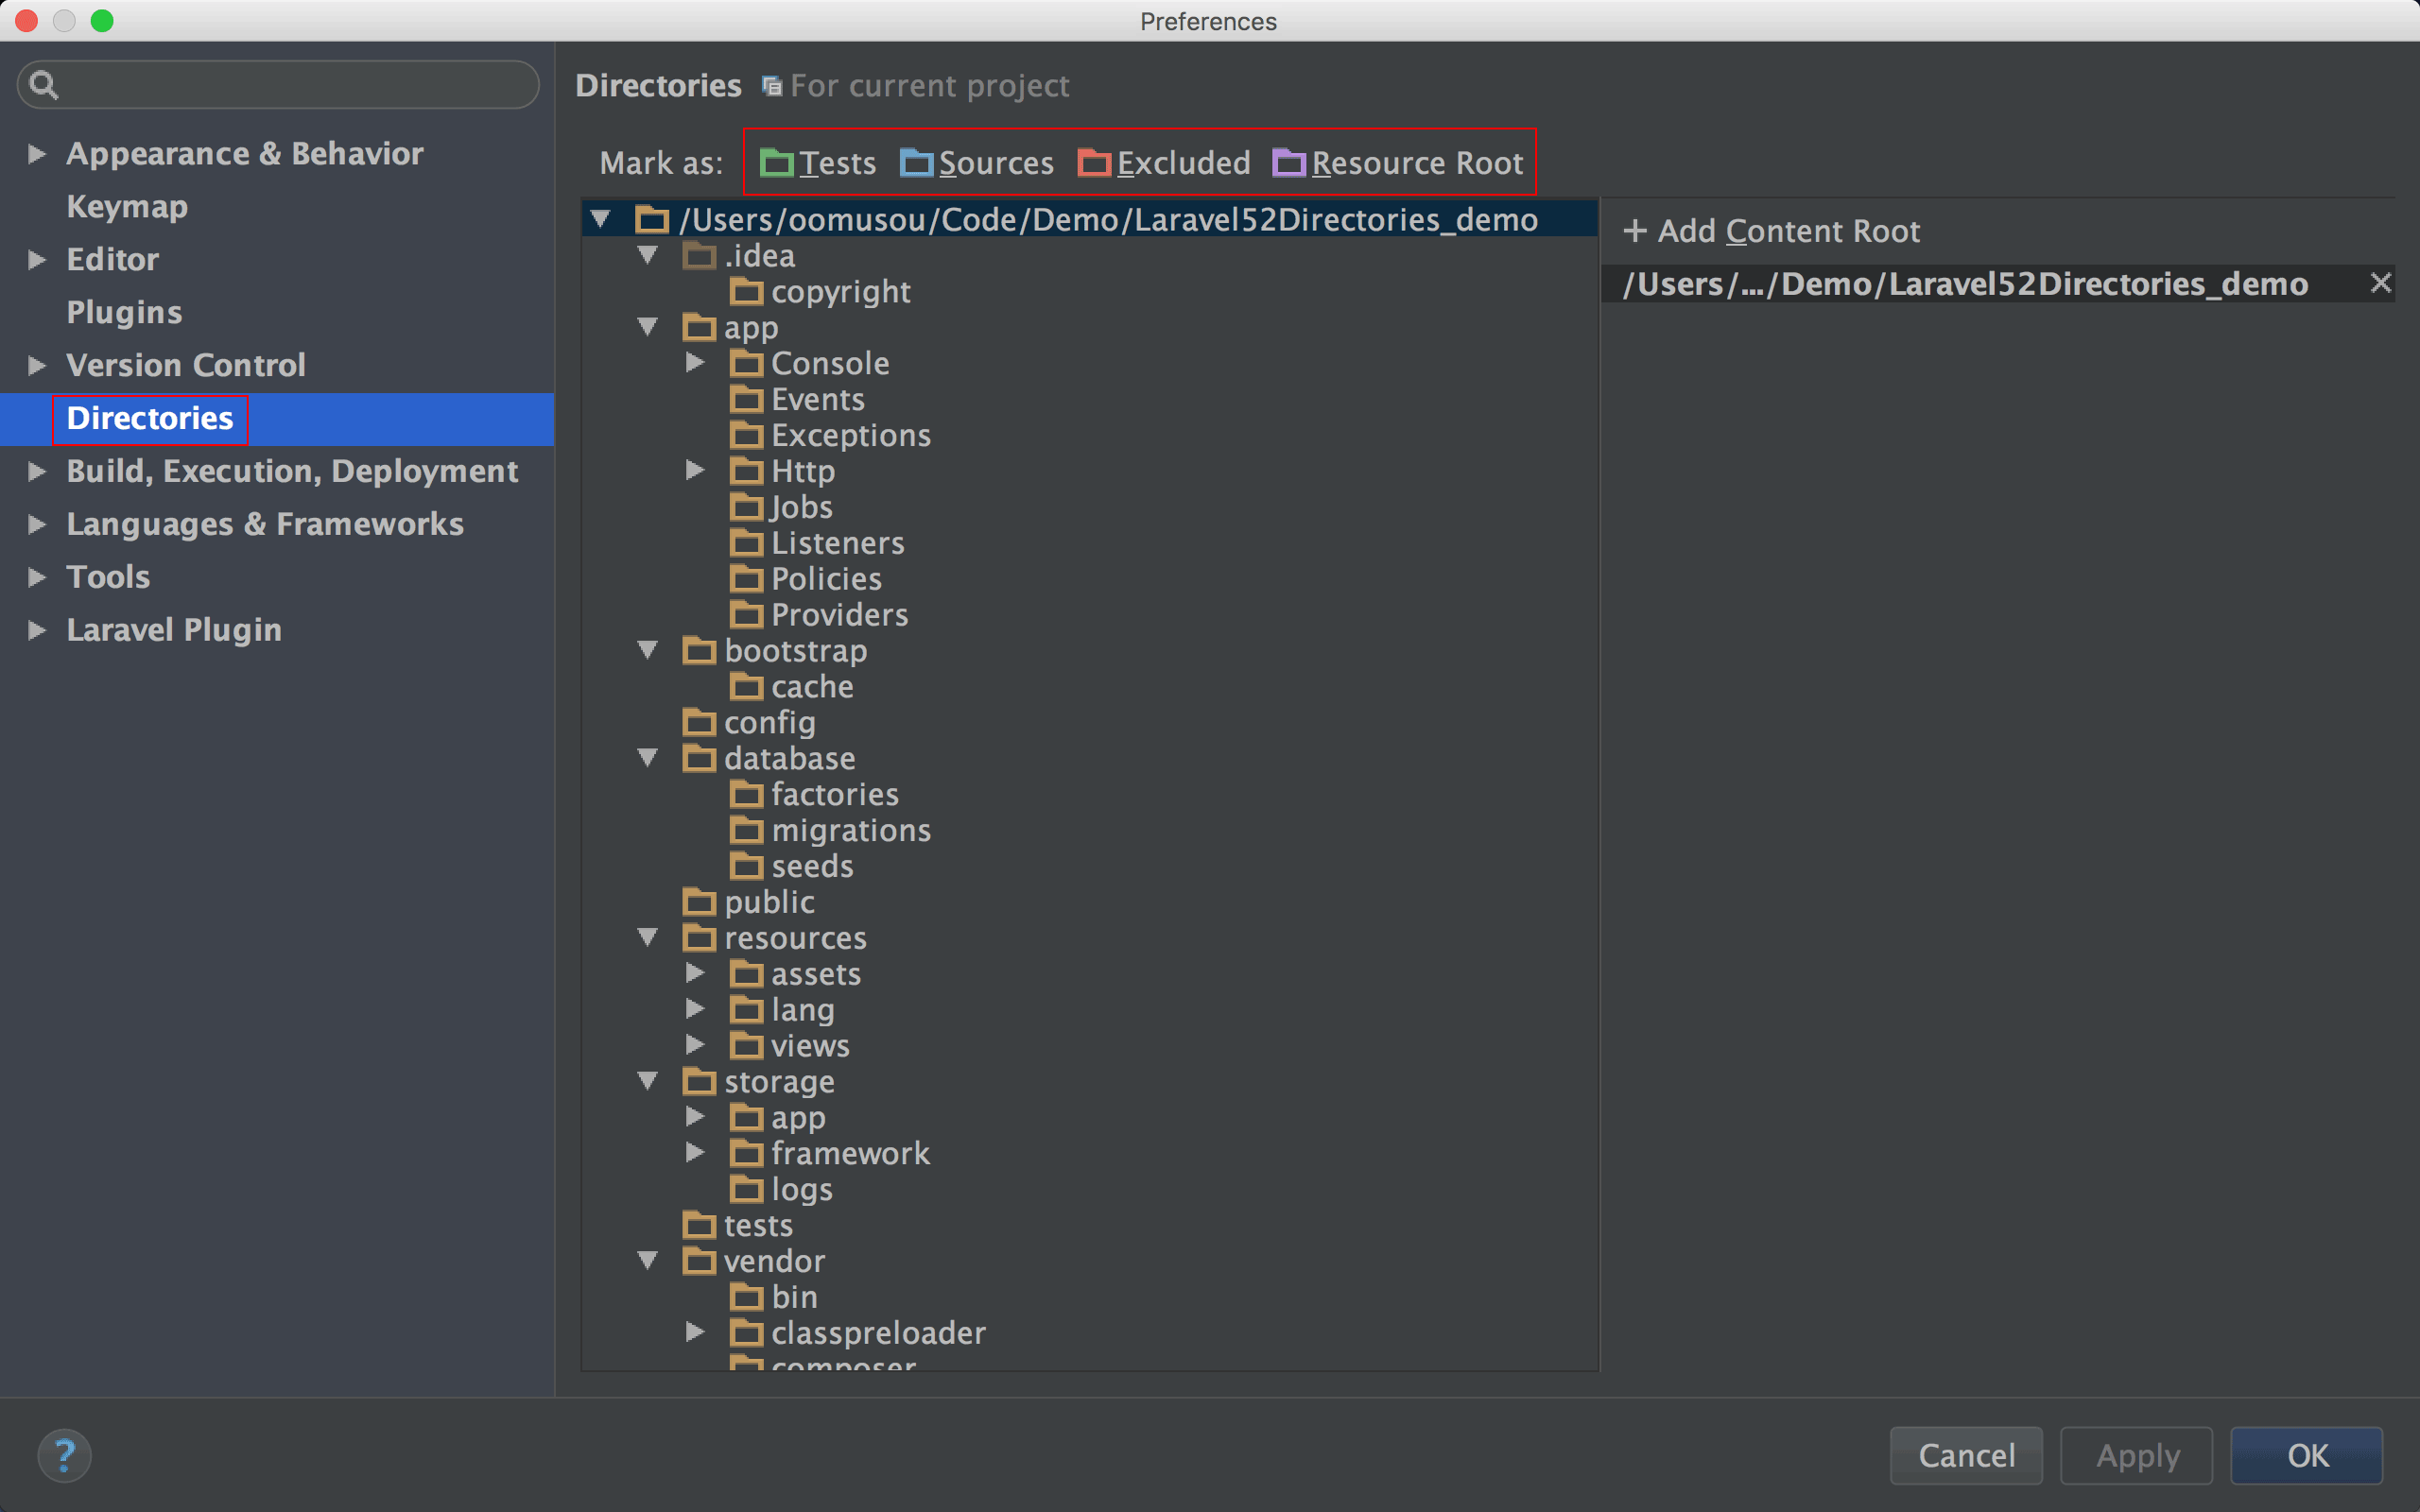 Preferences
Appearance & Behavior
Keymap
Editor
Plugins
Version Control
Directories
Build, Execution, Deployment
Languages & Frameworks
Tools
Laravel Plugin
Directories For current project
Mark as: Tests Sources Excluded Resource Root
/Users/oomusou/Code/Demo/Laravel52Directories_demo
.idea
copyright
app
Console
Events
Exceptions
Http
Jobs
Listeners
Policies
Providers
bootstrap
cache
config
database
factories
migrations
seeds
public
resources
assets
lang
views
storage
app
framework
logs
tests
vendor
bin
classpreloader
composer
+ Add Content Root
/Users/.../Demo/Laravel52Directories_demo
?
Cancel Apply OK